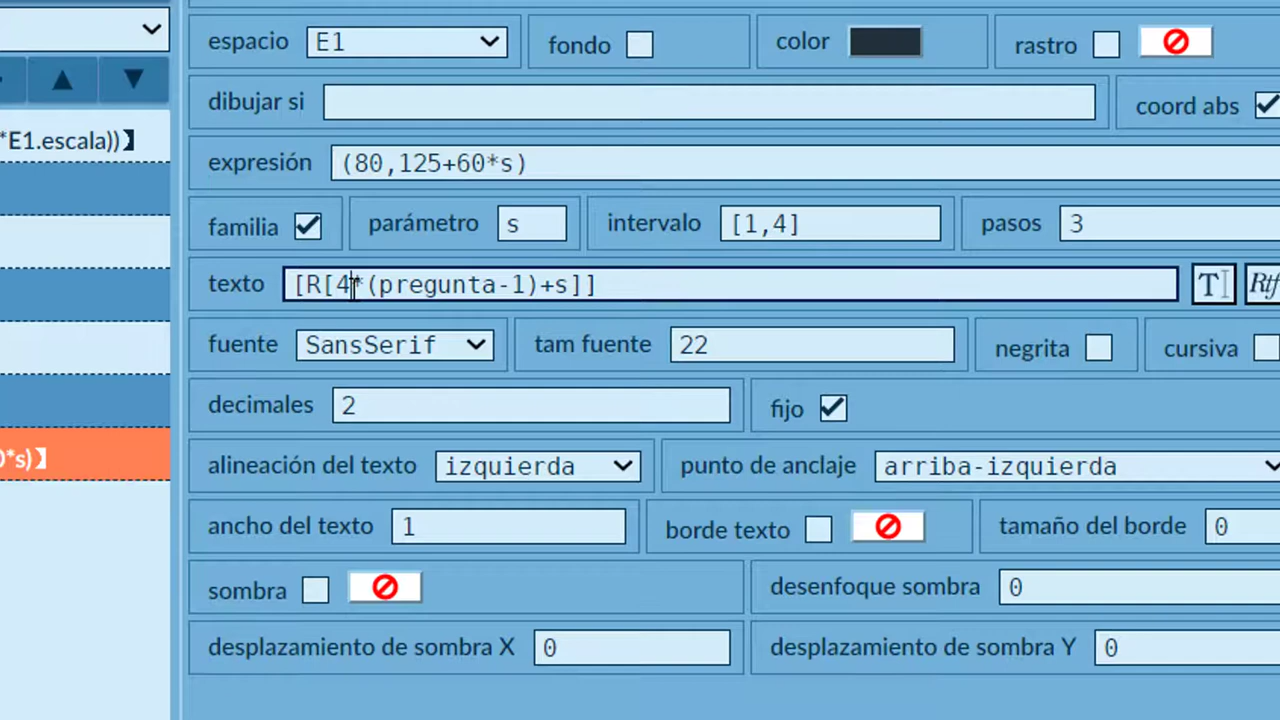 espacio E1 fondo color rastro
dibujar si coord abs
*E1.escala))】
expresión (80,125+60*s)
familia parámetro s intervalo [1,4] pasos 3
texto [R[4*(pregunta-1)+s]] T Rtf
fuente SansSerif tam fuente 22 negrita cursiva
decimales 2 fijo
0*s)】
alineación del texto izquierda punto de anclaje arriba-izquierda
ancho del texto 1 borde texto tamaño del borde 0
sombra desenfoque sombra 0
desplazamiento de sombra X 0 desplazamiento de sombra Y 0